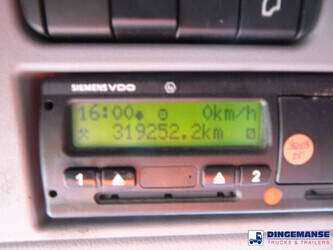 SIEMENS VDO
16:00 0km/h
319252.2km
1 2
DINGEMANSE
TRUCKS & TRAILERS